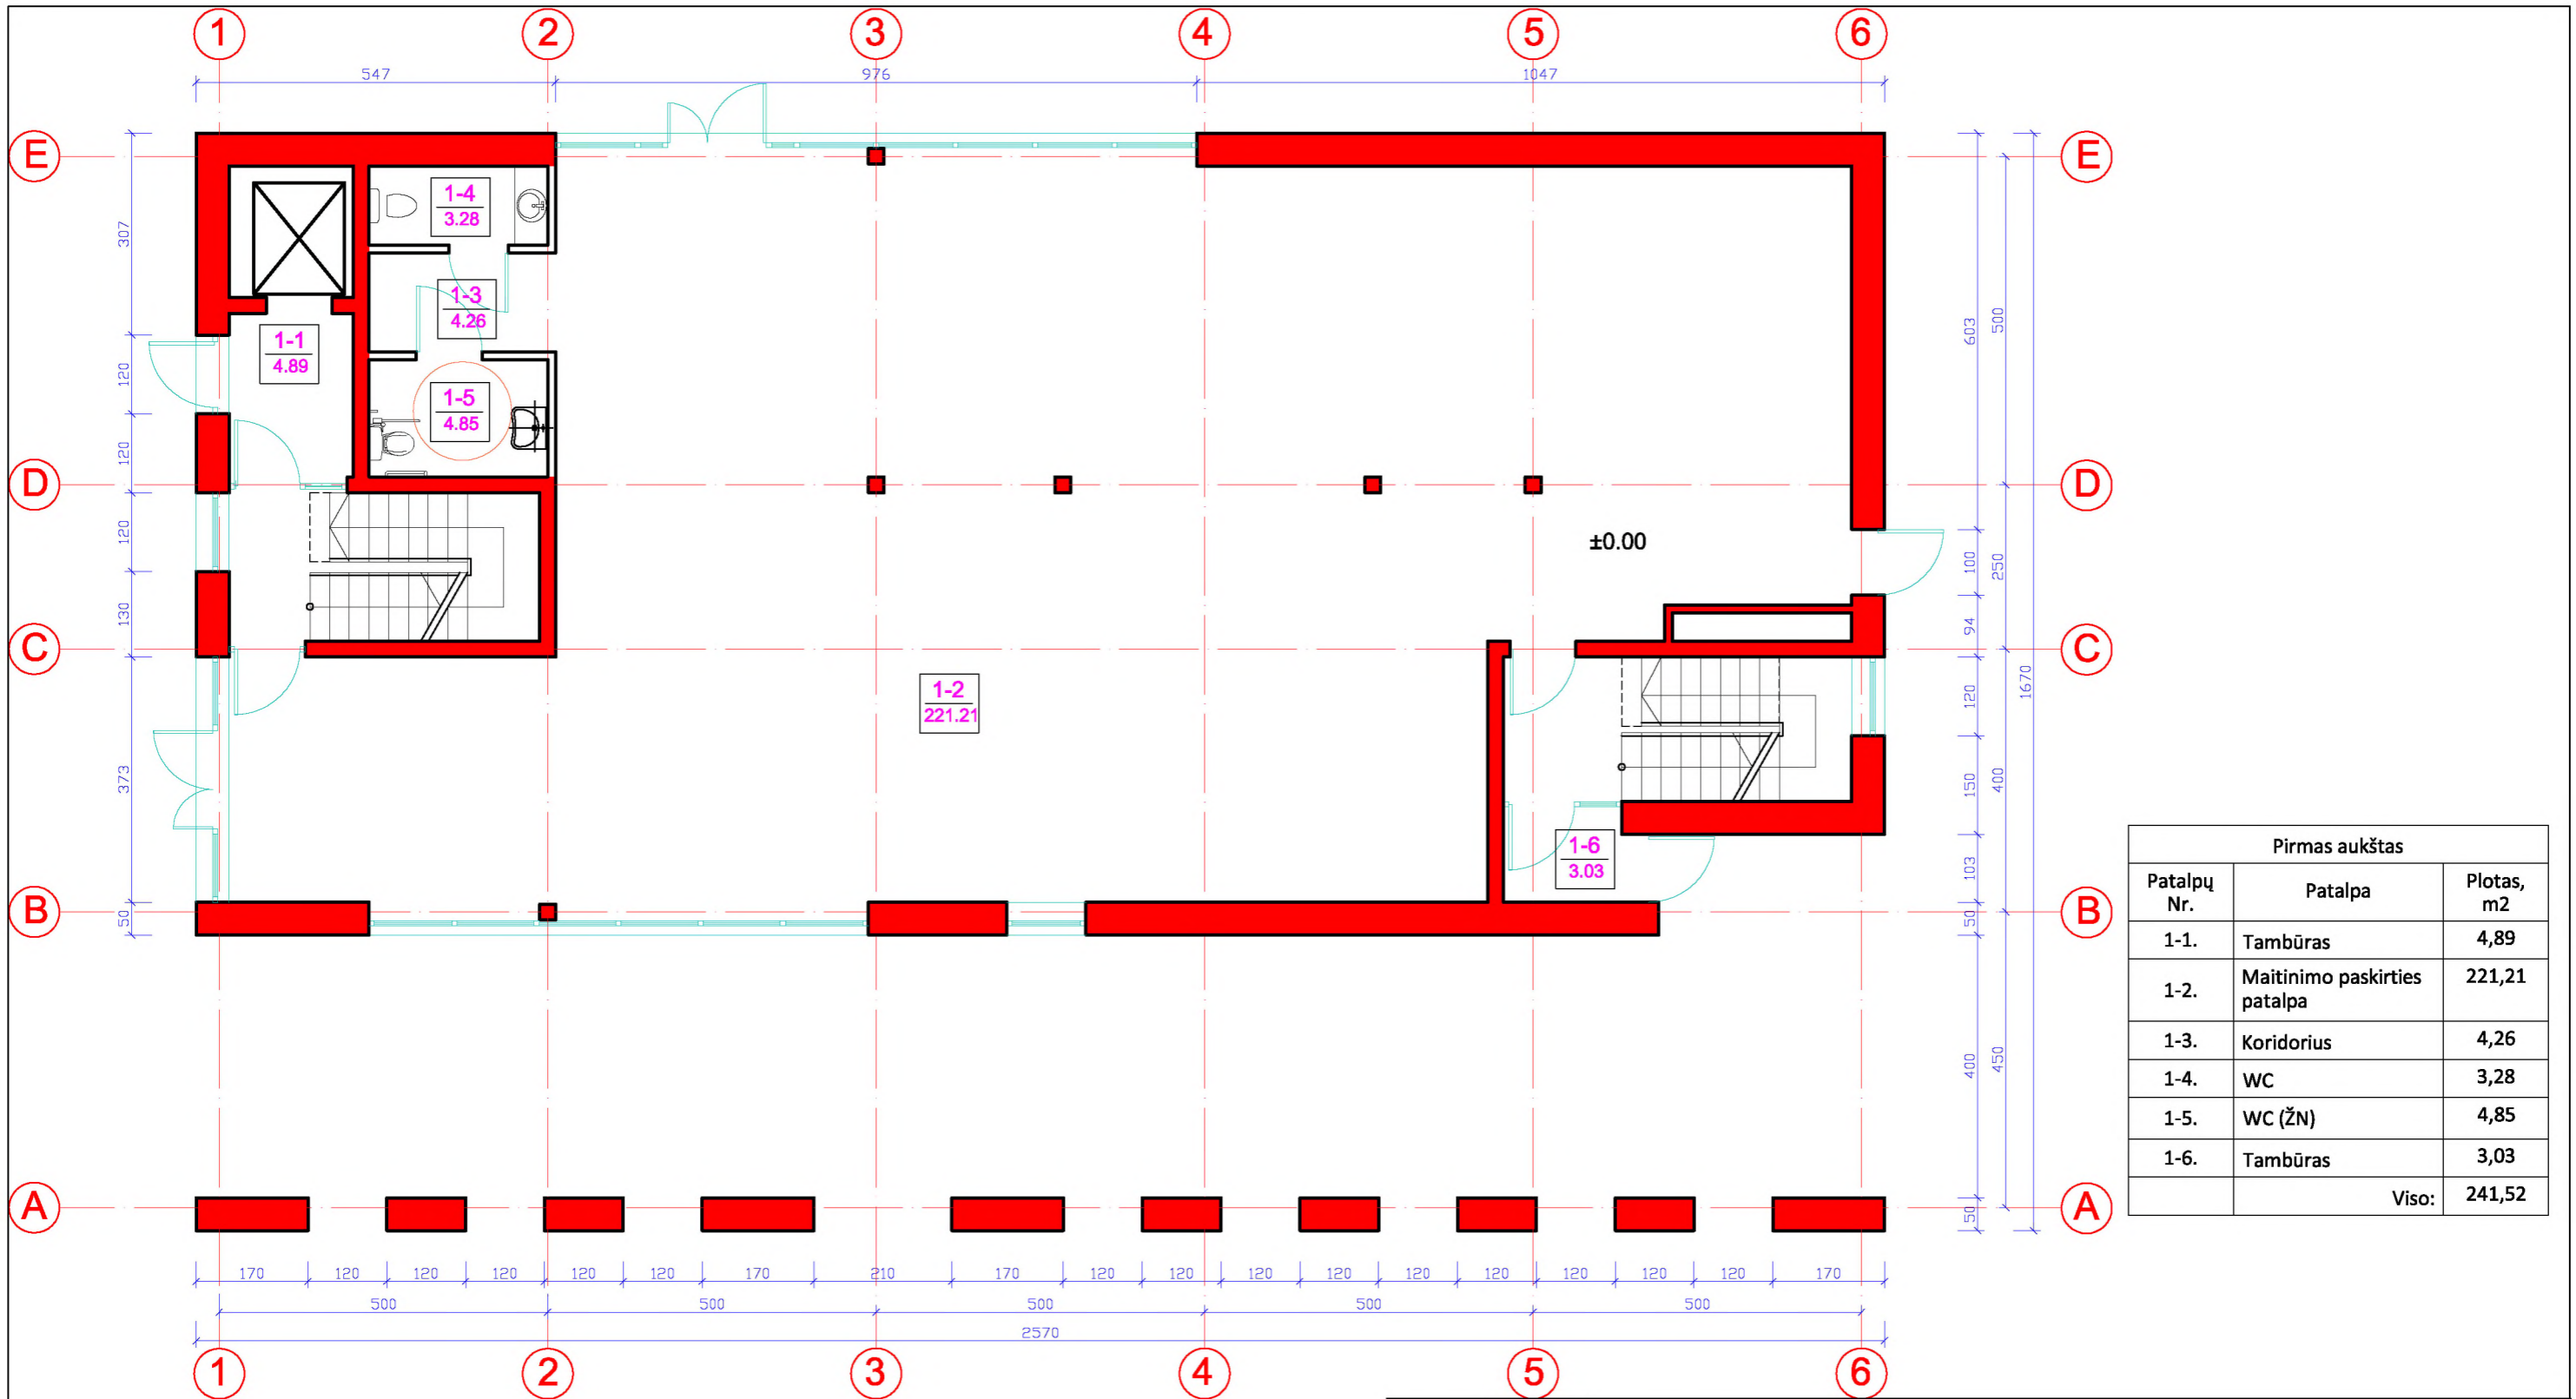 1 2 3 4 5 6
547 976 1047
E E
307
1-4
3.28
1-3
4.26
603 500
1-1
4.89
120
1-5
4.85
120
D D
120
±0.00
100 250
130
94
C C
1670
1-2
221.21
120
373
150 400
1-6
3.03
103
B B
50 50
400 450
A A
50
170 120 120 120 120 120 170 210 170 120 120 120 120 120 120 120 120 120 170
500 500 500 500 500
2570
1 2 3 4 5 6
Pirmas aukštas
Patalpų Nr. Patalpa Plotas, m2
1-1. Tambūras 4,89
1-2. Maitinimo paskirties patalpa 221,21
1-3. Koridorius 4,26
1-4. WC 3,28
1-5. WC (ŽN) 4,85
1-6. Tambūras 3,03
Viso: 241,52